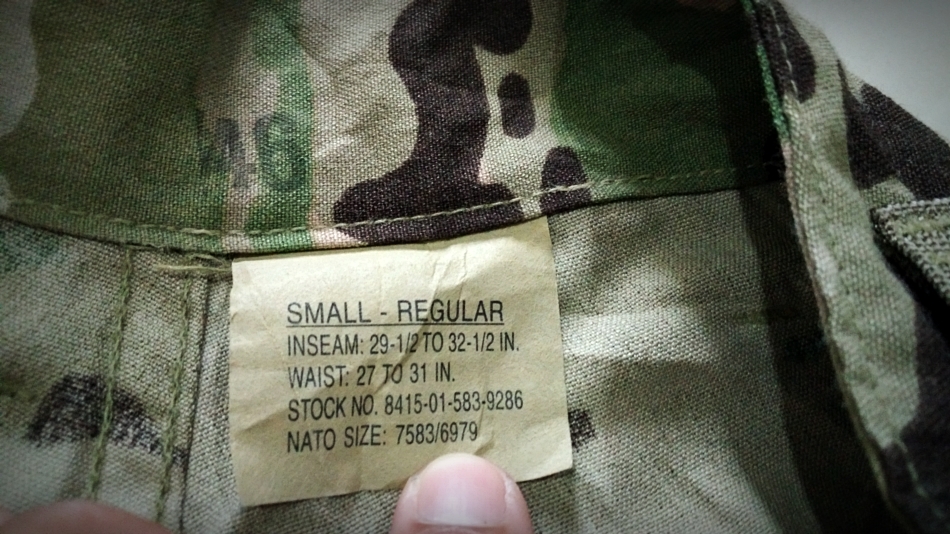 SMALL - REGULAR
INSEAM: 29-1/2 TO 32-1/2 IN.
WAIST: 27 TO 31 IN.
STOCK NO. 8415-01-583-9286
NATO SIZE: 7583/6979